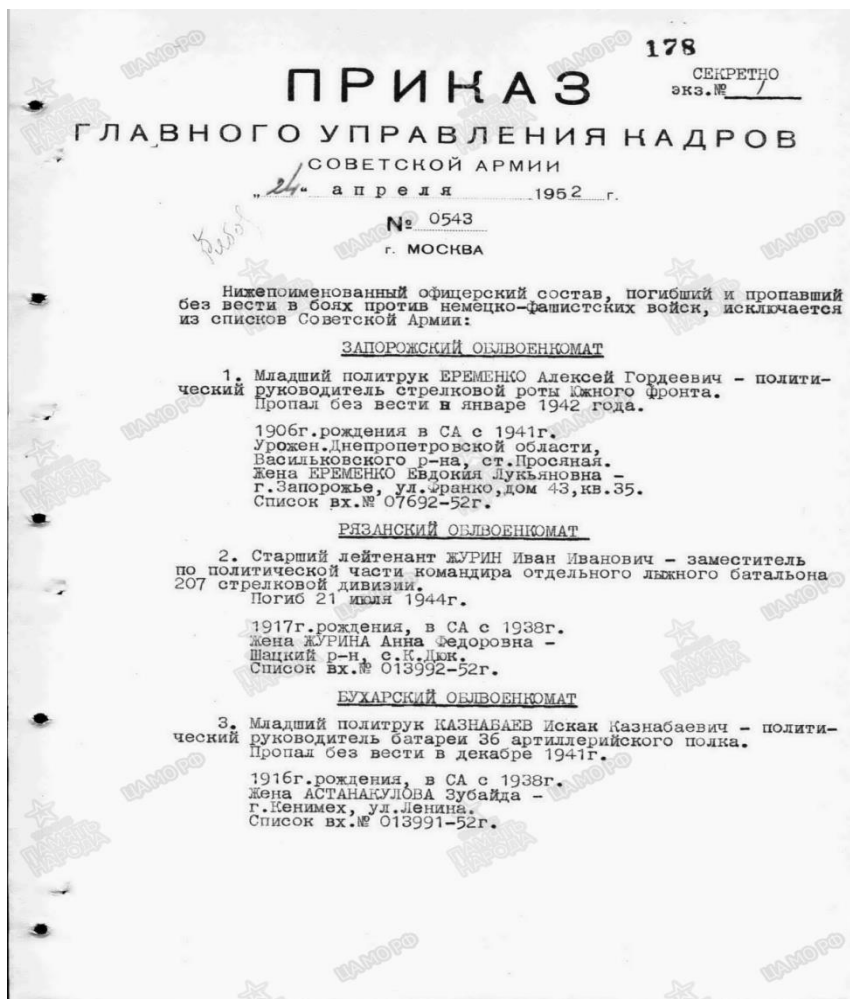 178
СЕКРЕТНО
экз.№ 1
ПРИКАЗ
ГЛАВНОГО УПРАВЛЕНИЯ КАДРОВ
СОВЕТСКОЙ АРМИИ
„24“ апреля 1952 г.
№ 0543
г. МОСКВА
Нижепоименованный офицерский состав, погибший и пропавший
без вести в боях против немецко-фашистских войск, исключается
из списков Советской Армии:
ЗАПОРОЖСКИЙ ОБЛВОЕНКОМАТ
1. Младший политрук ЕРЕМЕНКО Алексей Гордеевич – полити-
ческий руководитель стрелковой роты Южного фронта.
Пропал без вести в январе 1942 года.
1906г.рождения в СА с 1941г.
Урожен.Днепропетровской области,
Васильковского р-на, ст.Просяная.
Жена ЕРЕМЕНКО Евдокия Лукьяновна –
г.Запорожье, ул.Франко,дом 43,кв.35.
Список вх.№ 07692-52г.
РЯЗАНСКИЙ ОБЛВОЕНКОМАТ
2. Старший лейтенант ЖУРИН Иван Иванович – заместитель
по политической части командира отдельного лыжного батальона
207 стрелковой дивизии.
Погиб 21 июля 1944г.
1917г.рождения, в СА с 1938г.
Жена ЖУРИНА Анна Федоровна –
Шацкий р-н, с.К.Дюк.
Список вх.№ 013992-52г.
БУХАРСКИЙ ОБЛВОЕНКОМАТ
3. Младший политрук КАЗНАБАЕВ Искак Казнабаевич – полити-
ческий руководитель батареи 36 артиллерийского полка.
Пропал без вести в декабре 1941г.
1916г.рождения, в СА с 1938г.
Жена АСТАНАКУЛОВА Зубайда –
г.Кенимех, ул.Ленина.
Список вх.№ 013991-52г.
ЦАМО РФ
ПАМЯТЬ НАРОДА